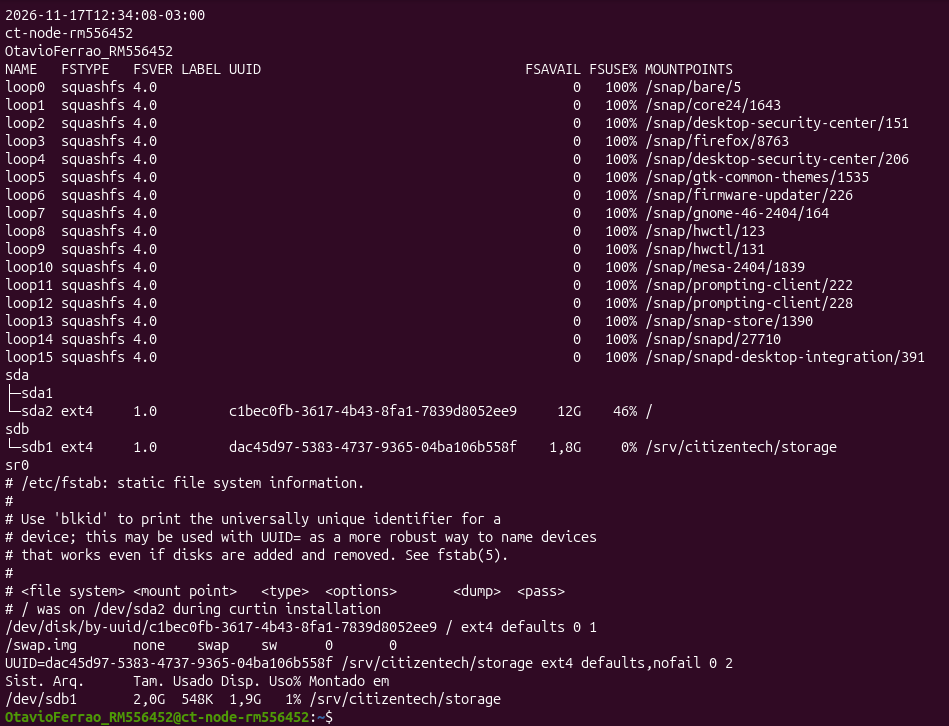 2026-11-17T12:34:08-03:00
ct-node-rm556452
OtavioFerrao_RM556452
NAME   FSTYPE   FSVER LABEL UUID                                 FSAVAIL FSUSE% MOUNTPOINTS
loop0  squashfs 4.0                                                    0   100% /snap/bare/5
loop1  squashfs 4.0                                                    0   100% /snap/core24/1643
loop2  squashfs 4.0                                                    0   100% /snap/desktop-security-center/151
loop3  squashfs 4.0                                                    0   100% /snap/firefox/8763
loop4  squashfs 4.0                                                    0   100% /snap/desktop-security-center/206
loop5  squashfs 4.0                                                    0   100% /snap/gtk-common-themes/1535
loop6  squashfs 4.0                                                    0   100% /snap/firmware-updater/226
loop7  squashfs 4.0                                                    0   100% /snap/gnome-46-2404/164
loop8  squashfs 4.0                                                    0   100% /snap/hwctl/123
loop9  squashfs 4.0                                                    0   100% /snap/hwctl/131
loop10 squashfs 4.0                                                    0   100% /snap/mesa-2404/1839
loop11 squashfs 4.0                                                    0   100% /snap/prompting-client/222
loop12 squashfs 4.0                                                    0   100% /snap/prompting-client/228
loop13 squashfs 4.0                                                    0   100% /snap/snap-store/1390
loop14 squashfs 4.0                                                    0   100% /snap/snapd/27710
loop15 squashfs 4.0                                                    0   100% /snap/snapd-desktop-integration/391
sda
├─sda1
└─sda2 ext4     1.0         c1bec0fb-3617-4b43-8fa1-7839d8052ee9     12G    46% /
sdb
└─sdb1 ext4     1.0         dac45d97-5383-4737-9365-04ba106b558f    1,8G     0% /srv/citizentech/storage
sr0
# /etc/fstab: static file system information.
#
# Use 'blkid' to print the universally unique identifier for a
# device; this may be used with UUID= as a more robust way to name devices
# that works even if disks are added and removed. See fstab(5).
#
# <file system> <mount point>   <type>  <options>       <dump>  <pass>
# / was on /dev/sda2 during curtin installation
/dev/disk/by-uuid/c1bec0fb-3617-4b43-8fa1-7839d8052ee9 / ext4 defaults 0 1
/swap.img       none    swap    sw      0       0
UUID=dac45d97-5383-4737-9365-04ba106b558f /srv/citizentech/storage ext4 defaults,nofail 0 2
Sist. Arq.      Tam. Usado Disp. Uso% Montado em
/dev/sdb1       2,0G  548K  1,9G   1% /srv/citizentech/storage
OtavioFerrao_RM556452@ct-node-rm556452:~$